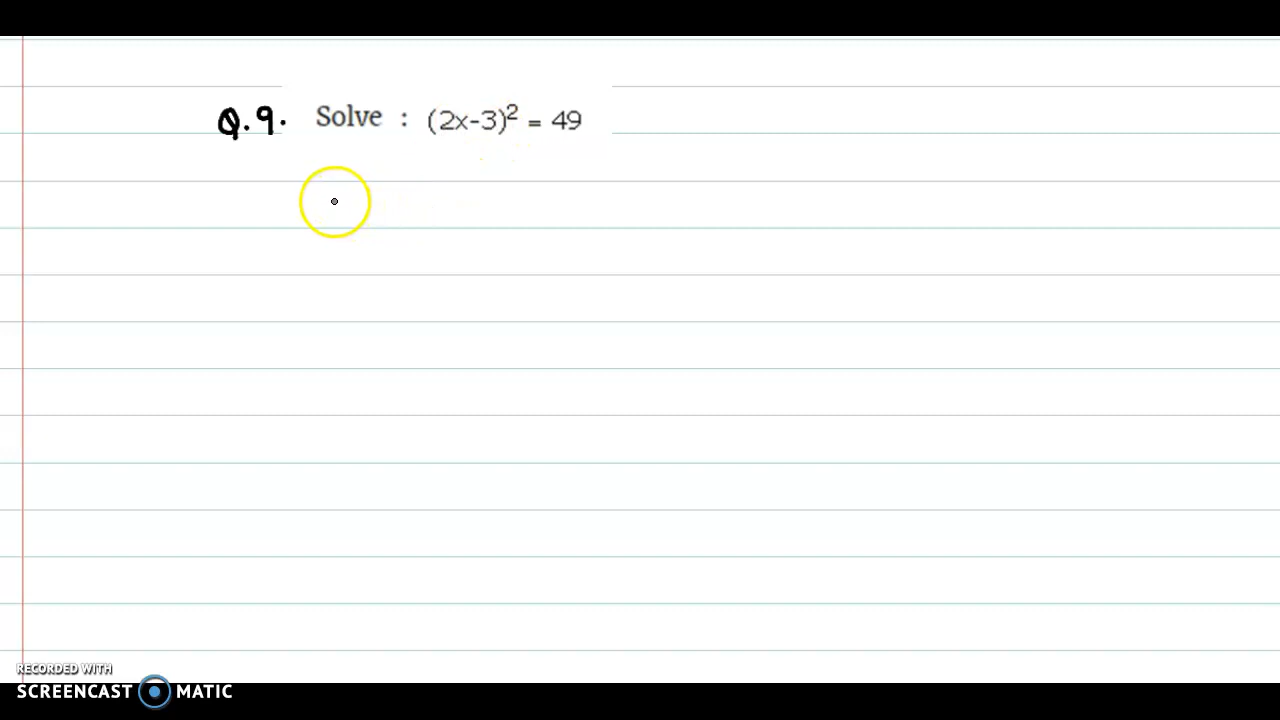 Q.9. Solve : (2x-3)² = 49
RECORDED WITH
SCREENCAST MATIC